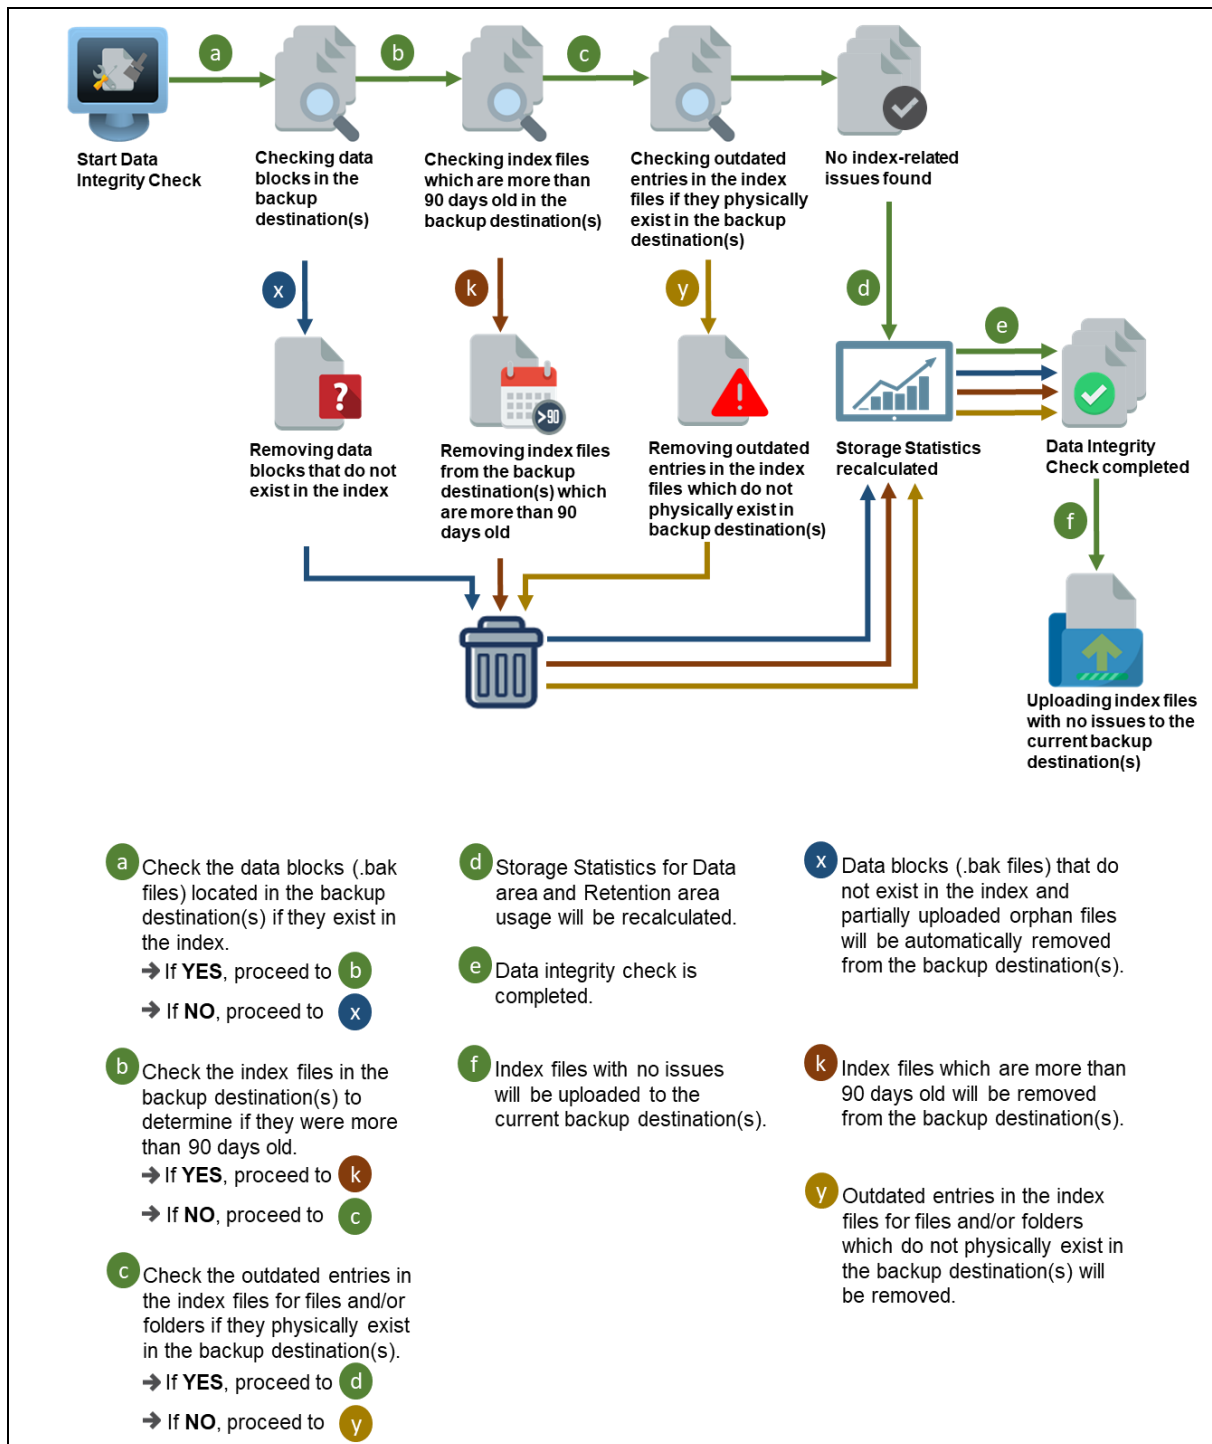 a
b
c
Start Data
Integrity Check
Checking data
blocks in the
backup
destination(s)
Checking index files
which are more than
90 days old in the
backup destination(s)
Checking outdated
entries in the index
files if they physically
exist in the backup
destination(s)
No index-related
issues found
x
k
y
d
e
?
>90
!
Removing data
blocks that do not
exist in the index
Removing index files
from the backup
destination(s) which
are more than 90
days old
Removing outdated
entries in the index
files which do not
physically exist in
backup destination(s)
Storage Statistics
recalculated
Data Integrity
Check completed
f
Uploading index files
with no issues to the
current backup
destination(s)
a Check the data blocks (.bak
files) located in the backup
destination(s) if they exist in
the index.
➔ If YES, proceed to b
➔ If NO, proceed to x
b Check the index files in the
backup destination(s) to
determine if they were more
than 90 days old.
➔ If YES, proceed to k
➔ If NO, proceed to c
c Check the outdated entries in
the index files for files and/or
folders if they physically exist
in the backup destination(s).
➔ If YES, proceed to d
➔ If NO, proceed to y
d Storage Statistics for Data
area and Retention area
usage will be recalculated.
e Data integrity check is
completed.
f Index files with no issues
will be uploaded to the
current backup destination(s).
x Data blocks (.bak files) that do
not exist in the index and
partially uploaded orphan files
will be automatically removed
from the backup destination(s).
k Index files which are more than
90 days old will be removed
from the backup destination(s).
y Outdated entries in the index
files for files and/or folders
which do not physically exist in
the backup destination(s) will
be removed.